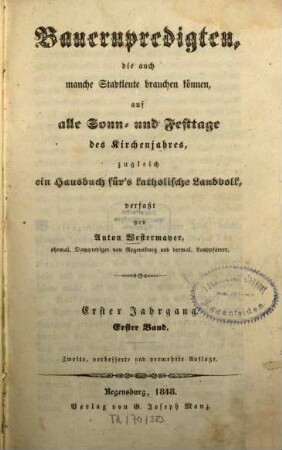 Bauernpredigten,
die auch
manche Stadtleute brauchen können,
auf
alle Sonn- und Festtage
des Kirchenjahres,
zugleich
ein Hausbuch für's katholische Landvolk,
verfaßt
von
Anton Westermayer,
ehemal. Domprediger von Regensburg und dermal. Landpfarrer.
Erster Jahrgang.
Erster Band.
Zweite, verbesserte und vermehrte Auflage.
Regensburg, 1848.
Verlag von G. Joseph Manz.